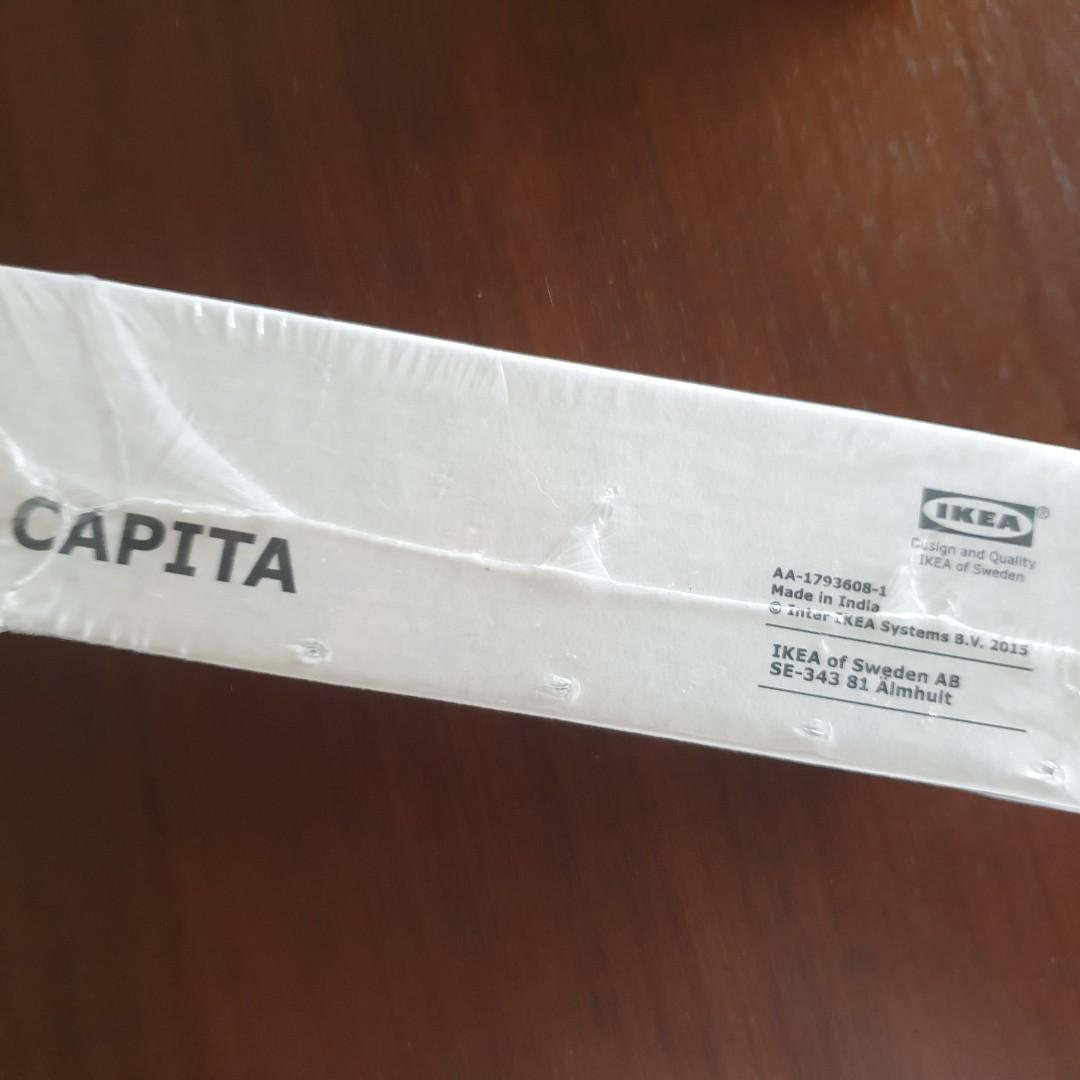 CAPITA
IKEA®
Design and Quality
IKEA of Sweden
AA-1793608-1
Made in India
© Inter IKEA Systems B.V. 2015
IKEA of Sweden AB
SE-343 81 Älmhult